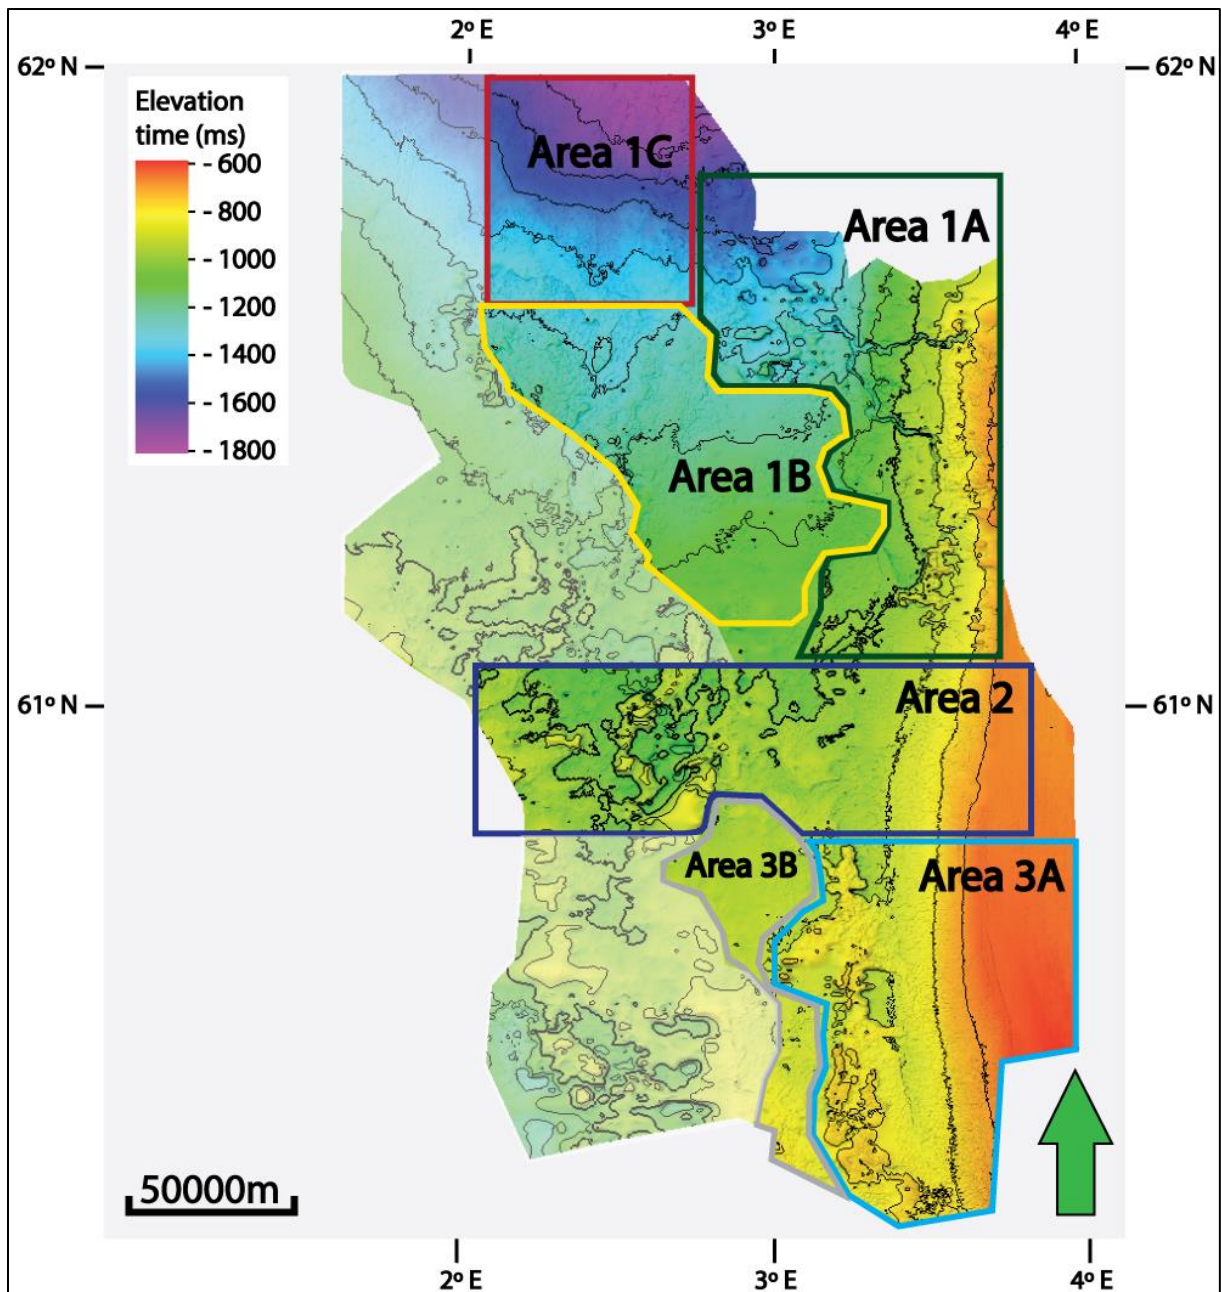 2º E 3º E 4º E
62º N 62º N
Elevation
time (ms)
- 600
- 800
- 1000
- 1200
- 1400
- 1600
- 1800
Area 1C
Area 1A
Area 1B
61º N 61º N
Area 2
Area 3B
Area 3A
50000m
2º E 3º E 4º E